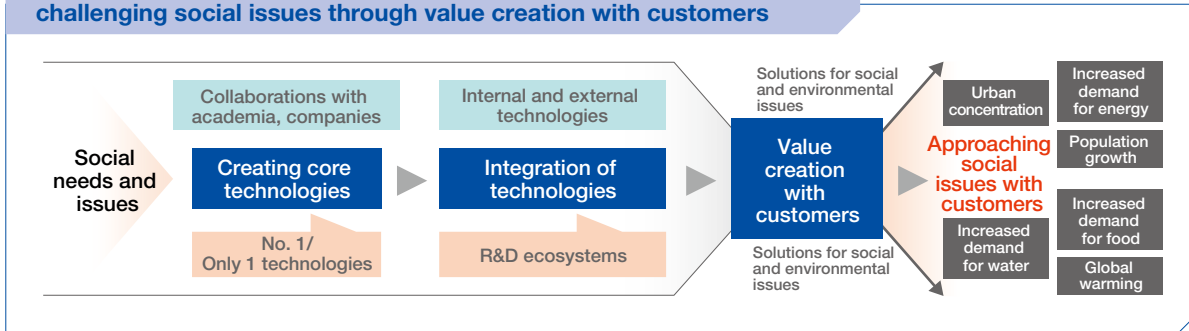 challenging social issues through value creation with customers
Social
needs and
issues
Collaborations with
academia, companies
Creating core
technologies
No. 1/
Only 1 technologies
Internal and external
technologies
Integration of
technologies
R&D ecosystems
Solutions for social
and environmental
issues
Value
creation
with
customers
Solutions for social
and environmental
issues
Urban
concentration
Increased
demand
for energy
Approaching
social
issues with
customers
Population
growth
Increased
demand
for water
Increased
demand
for food
Global
warming